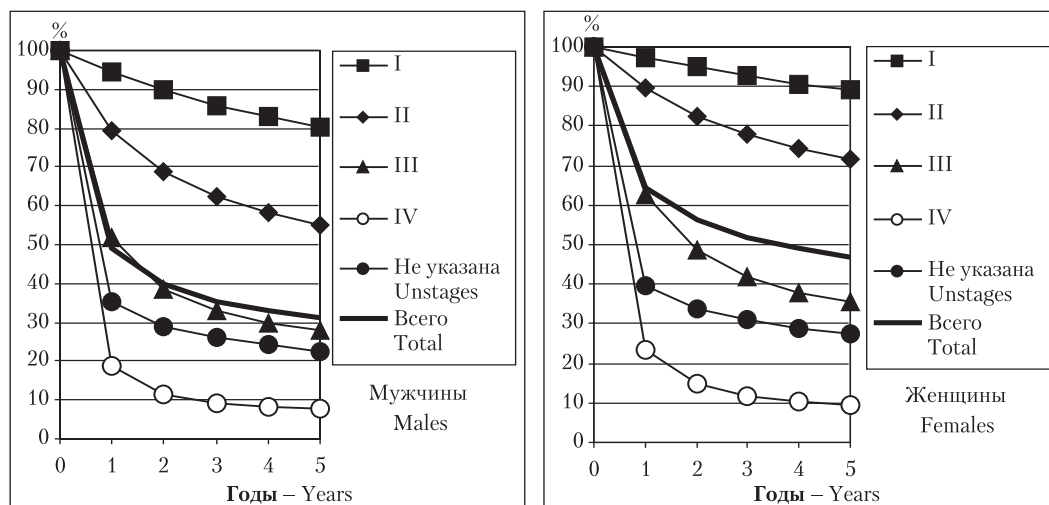 %
100
90
80
70
60
50
40
30
20
10
0
0 1 2 3 4 5
Годы – Years
I
II
III
IV
Не указана
Unstages
Всего
Total
Мужчины
Males
%
100
90
80
70
60
50
40
30
20
10
0
0 1 2 3 4 5
Годы – Years
I
II
III
IV
Не указана
Unstages
Всего
Total
Женщины
Females